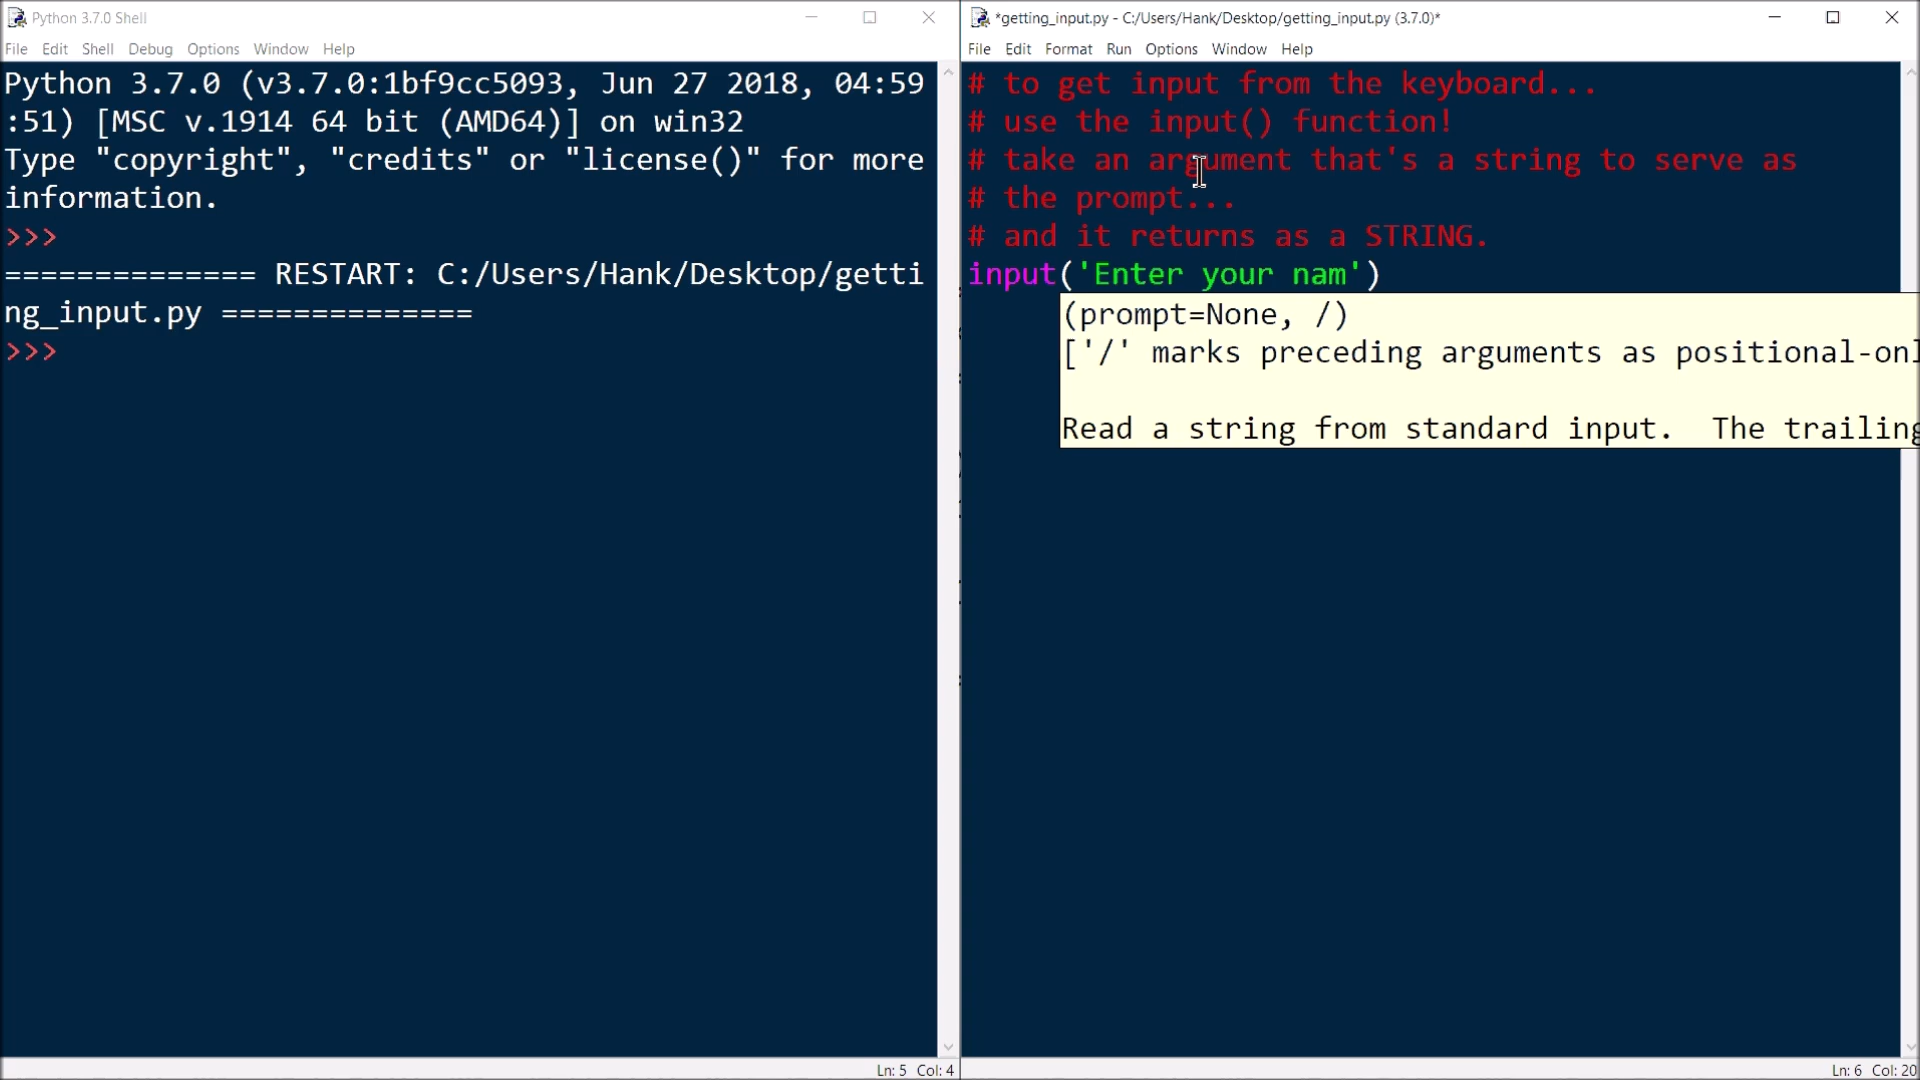 Python 3.7.0 Shell
File Edit Shell Debug Options Window Help
Python 3.7.0 (v3.7.0:1bf9cc5093, Jun 27 2018, 04:59
:51) [MSC v.1914 64 bit (AMD64)] on win32
Type "copyright", "credits" or "license()" for more
information.
>>>
============== RESTART: C:/Users/Hank/Desktop/getti
ng_input.py ==============
>>>
Ln: 5 Col: 4
*getting_input.py - C:/Users/Hank/Desktop/getting_input.py (3.7.0)*
File Edit Format Run Options Window Help
# to get input from the keyboard...
# use the input() function!
# take an argument that's a string to serve as
# the prompt...
# and it returns as a STRING.
input('Enter your nam')
(prompt=None, /)
['/' marks preceding arguments as positional-onl
Read a string from standard input. The trailing
Ln: 6 Col: 20